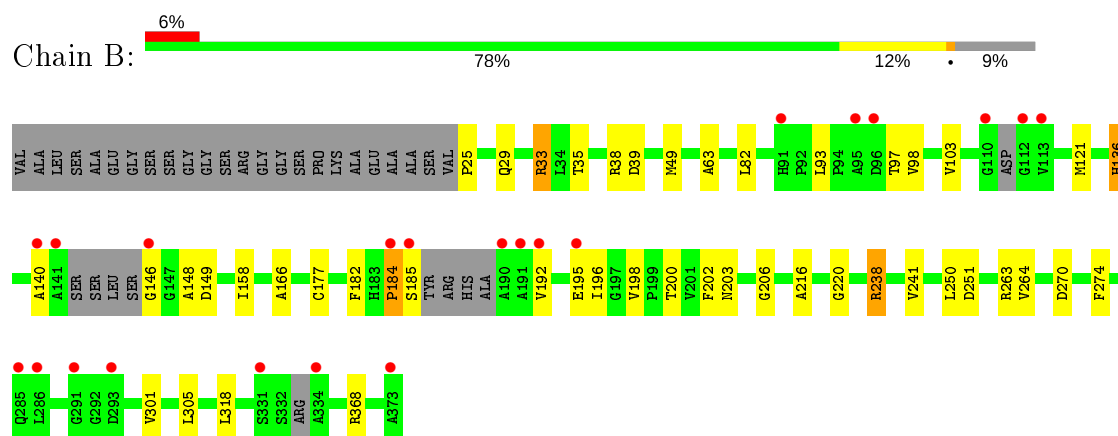 6%
Chain B:
78% 12% • 9%
VAL ALA LEU SER ALA GLU GLY SER SER GLY GLY SER ARG GLY GLY SER PRO LYS ALA GLU ALA ALA SER VAL P25 Q29 R33 L34 T35 R38 D39 M49 A63 L82 H91 P92 L93 P94 A95 D96 T97 V98 V103 G110 ASP G112 V113 M121 H136
A140 A141 SER SER LEU SER G146 G147 A148 D149 I158 A166 C177 F182 H183 P184 S185 TYR ARG HIS ALA A190 A191 V192 E195 I196 G197 V198 P199 T200 V201 F202 N203 G206 A216 G220 R238 V241 L250 D251 R263 V264 D270 F274
Q285 L286 G291 G292 D293 V301 L305 L318 S331 S332 ARG A334 R368 A373